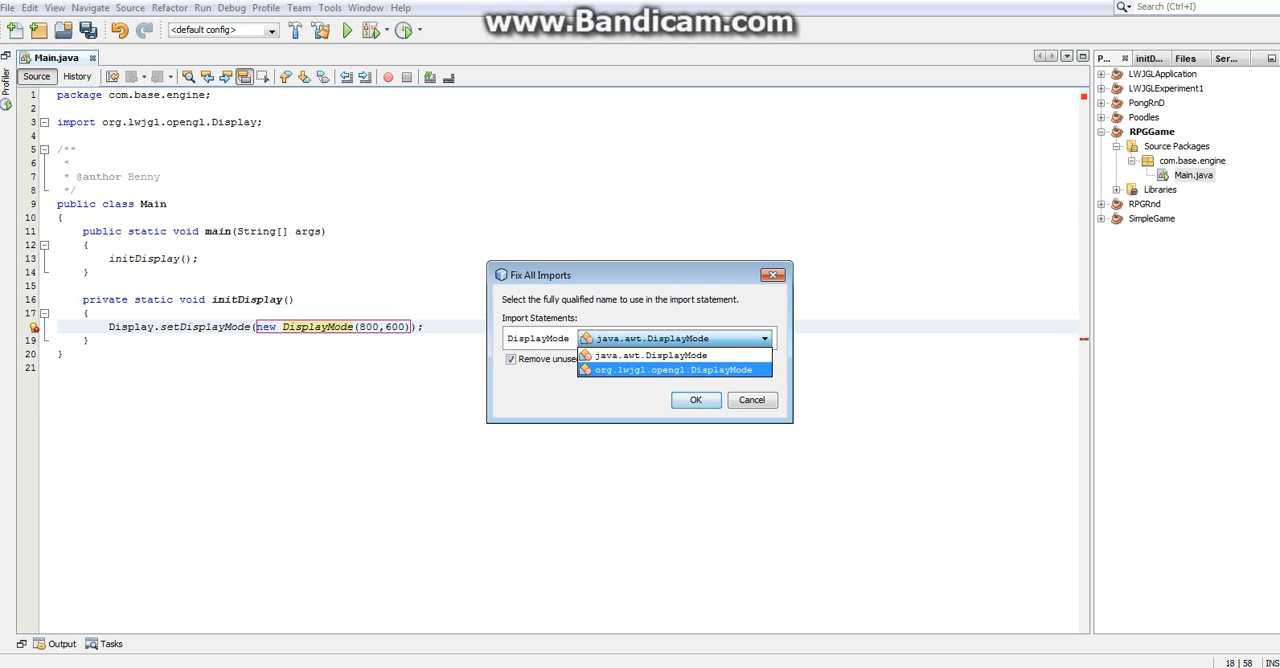 File Edit View Navigate Source Refactor Run Debug Profile Team Tools Window Help
Search (Ctrl+I)
www.Bandicam.com
<default config>
Main.java
P... initD... Files Ser...
Source History
Profiler
1 package com.base.engine;
2
3 import org.lwjgl.opengl.Display;
4
5 /**
6 *
7 * @author Benny
8 */
9 public class Main
10 {
11 public static void main(String[] args)
12 {
13 initDisplay();
14 }
15
16 private static void initDisplay()
17 {
Display.setDisplayMode(new DisplayMode(800,600));
19 }
20 }
21
LWJGLApplication
LWJGLExperiment1
PongRnD
Poodles
RPGGame
Source Packages
com.base.engine
Main.java
Libraries
RPGRnd
SimpleGame
Fix All Imports
Select the fully qualified name to use in the import statement.
Import Statements:
DisplayMode java.awt.DisplayMode
java.awt.DisplayMode
Remove unuse
org.lwjgl.opengl.DisplayMode
OK Cancel
Output Tasks
18 | 58 INS